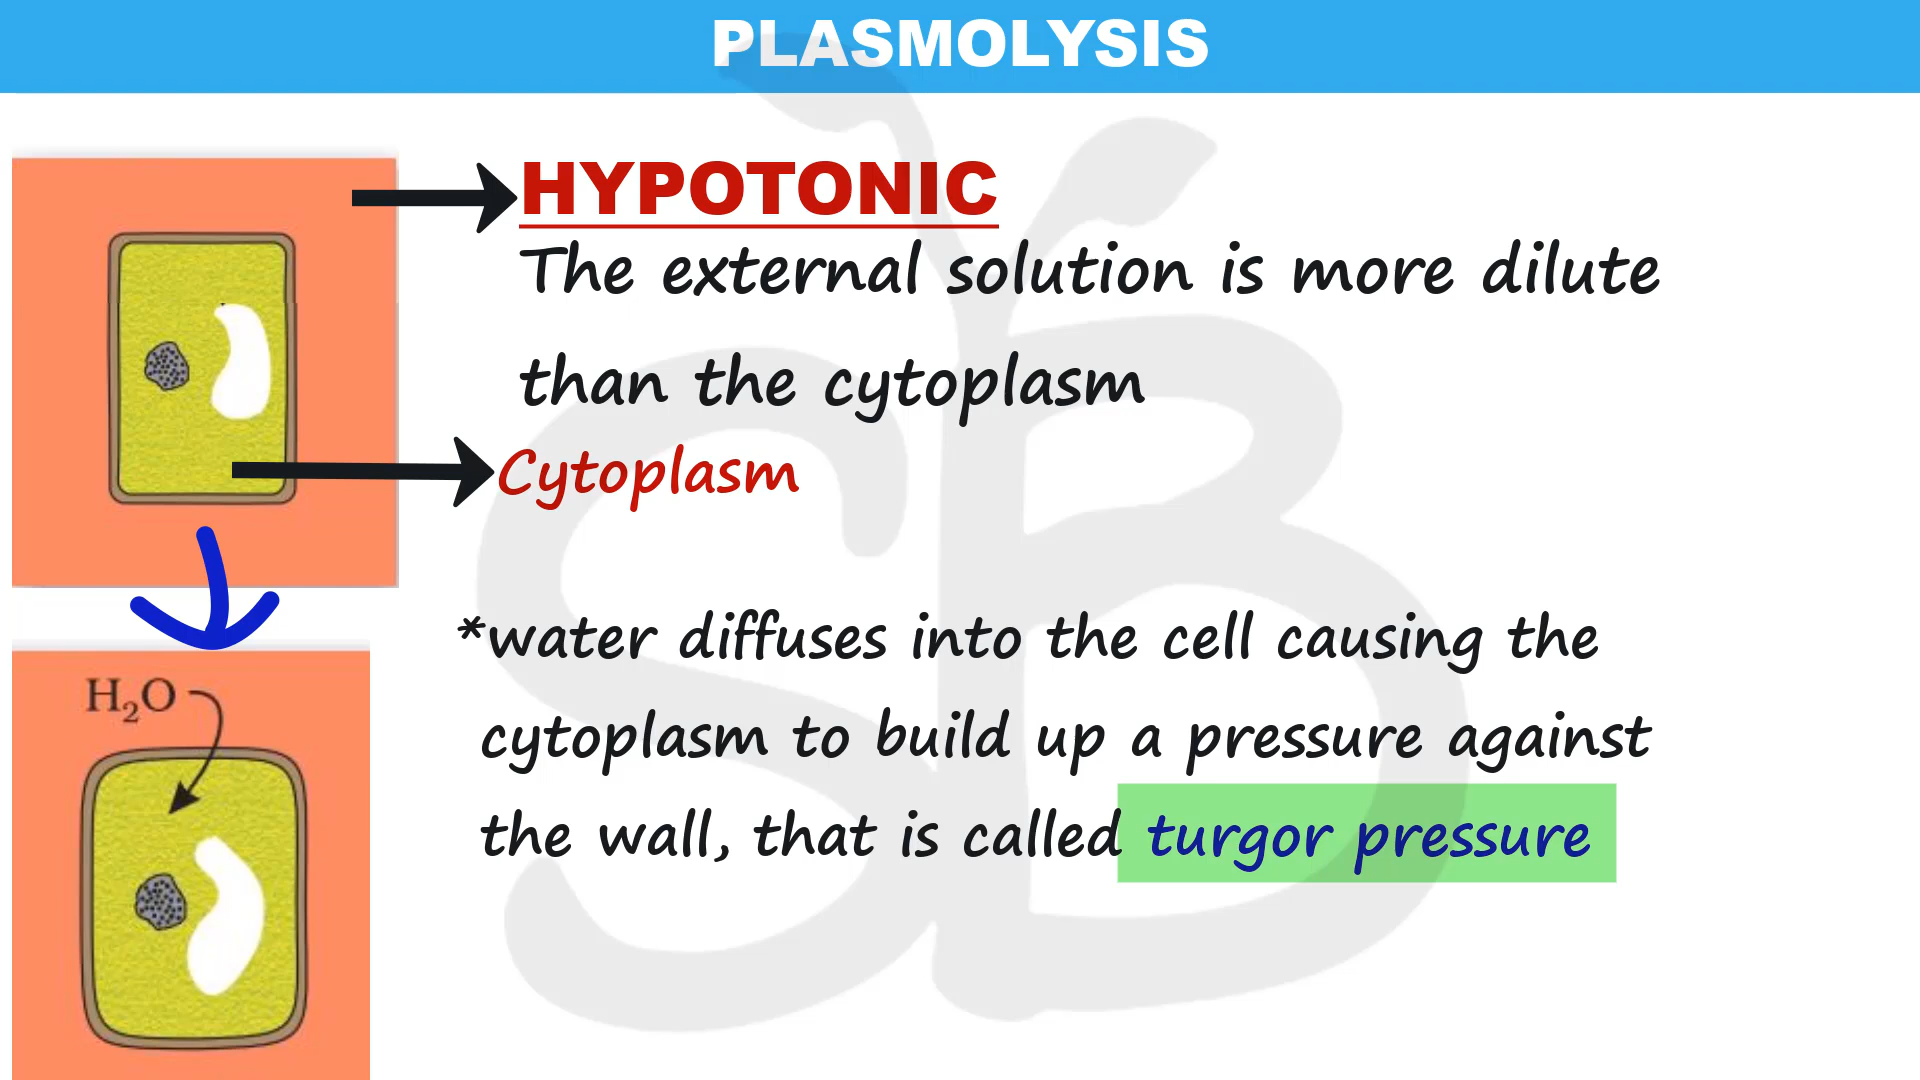 PLASMOLYSIS
HYPOTONIC
The external solution is more dilute
than the cytoplasm
Cytoplasm
*water diffuses into the cell causing the
cytoplasm to build up a pressure against
the wall, that is called turgor pressure
H₂O
SB